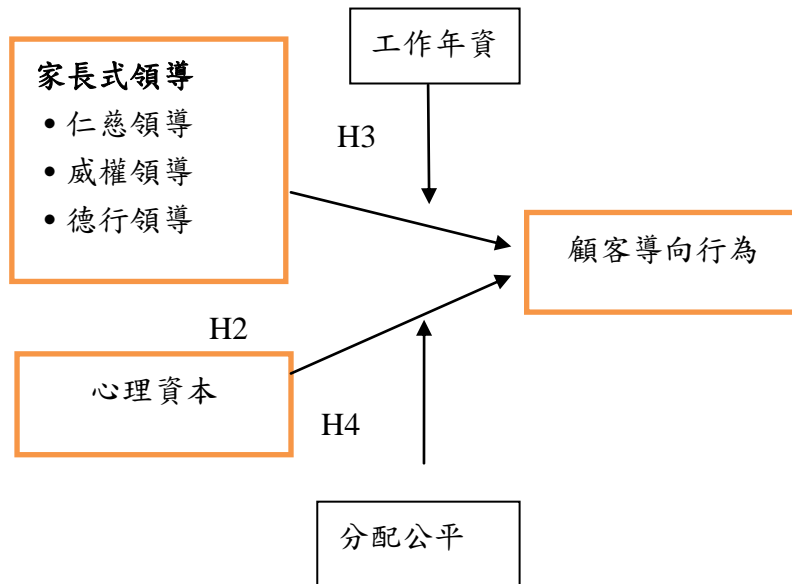 工作年資
家長式領導
•仁慈領導
H3
•威權領導
•德行領導
顧客導向行為
H2
心理資本
H4
分配公平